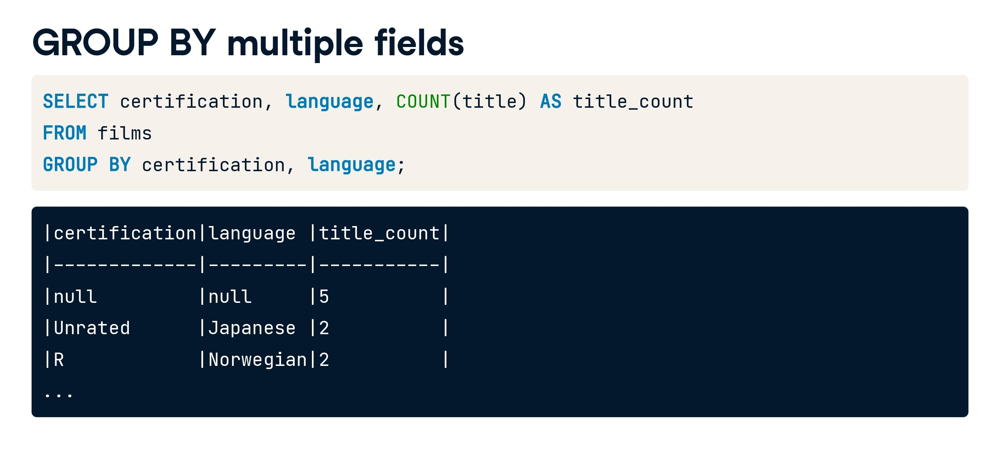 GROUP BY multiple fields
SELECT certification, language, COUNT(title) AS title_count
FROM films
GROUP BY certification, language;
|certification|language |title_count|
|-------------|---------|-----------|
|null         |null     |5          |
|Unrated      |Japanese |2          |
|R            |Norwegian|2          |
...